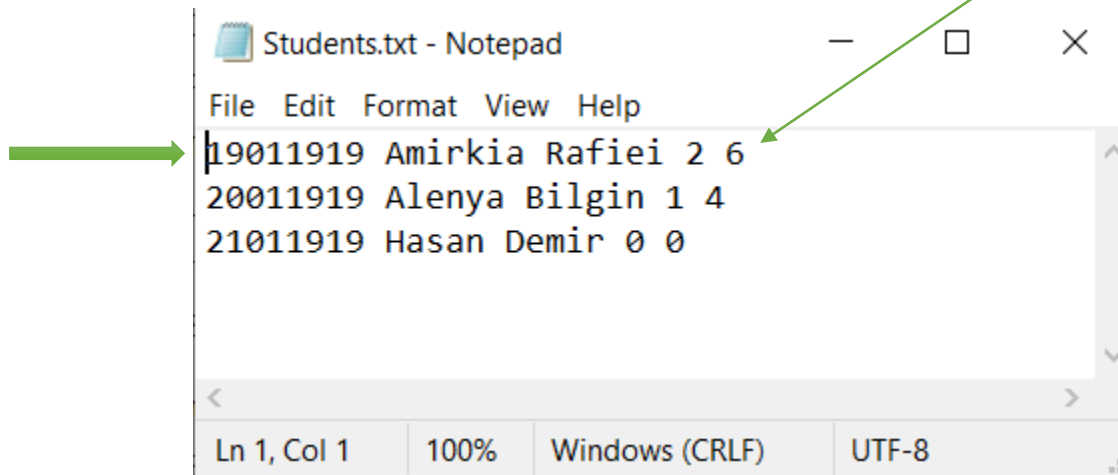 Students.txt - Notepad
File Edit Format View Help
19011919 Amirkia Rafiei 2 6
20011919 Alenya Bilgin 1 4
21011919 Hasan Demir 0 0
Ln 1, Col 1 100% Windows (CRLF) UTF-8